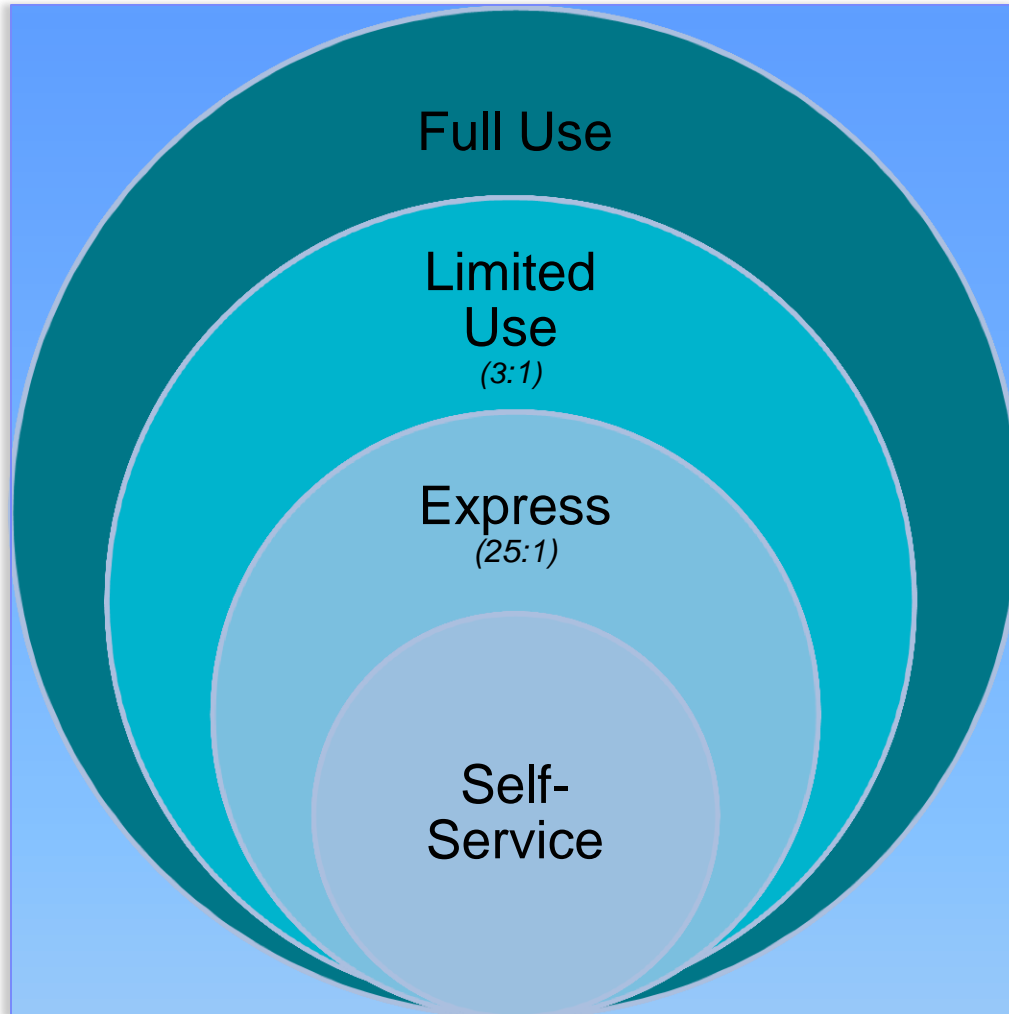 Full Use
Limited
Use
(3:1)
Express
(25:1)
Self-
Service